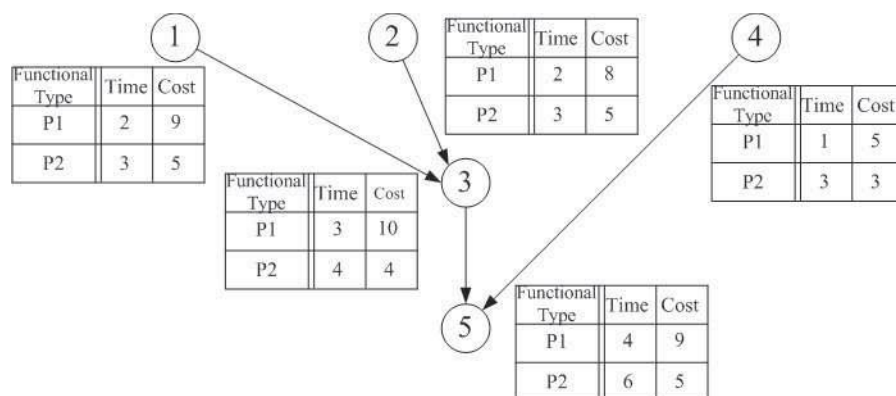 1
2
4
Functional Type Time Cost
P1 2 9
P2 3 5
Functional Type Time Cost
P1 2 8
P2 3 5
Functional Type Time Cost
P1 1 5
P2 3 3
3
Functional Type Time Cost
P1 3 10
P2 4 4
5
Functional Type Time Cost
P1 4 9
P2 6 5